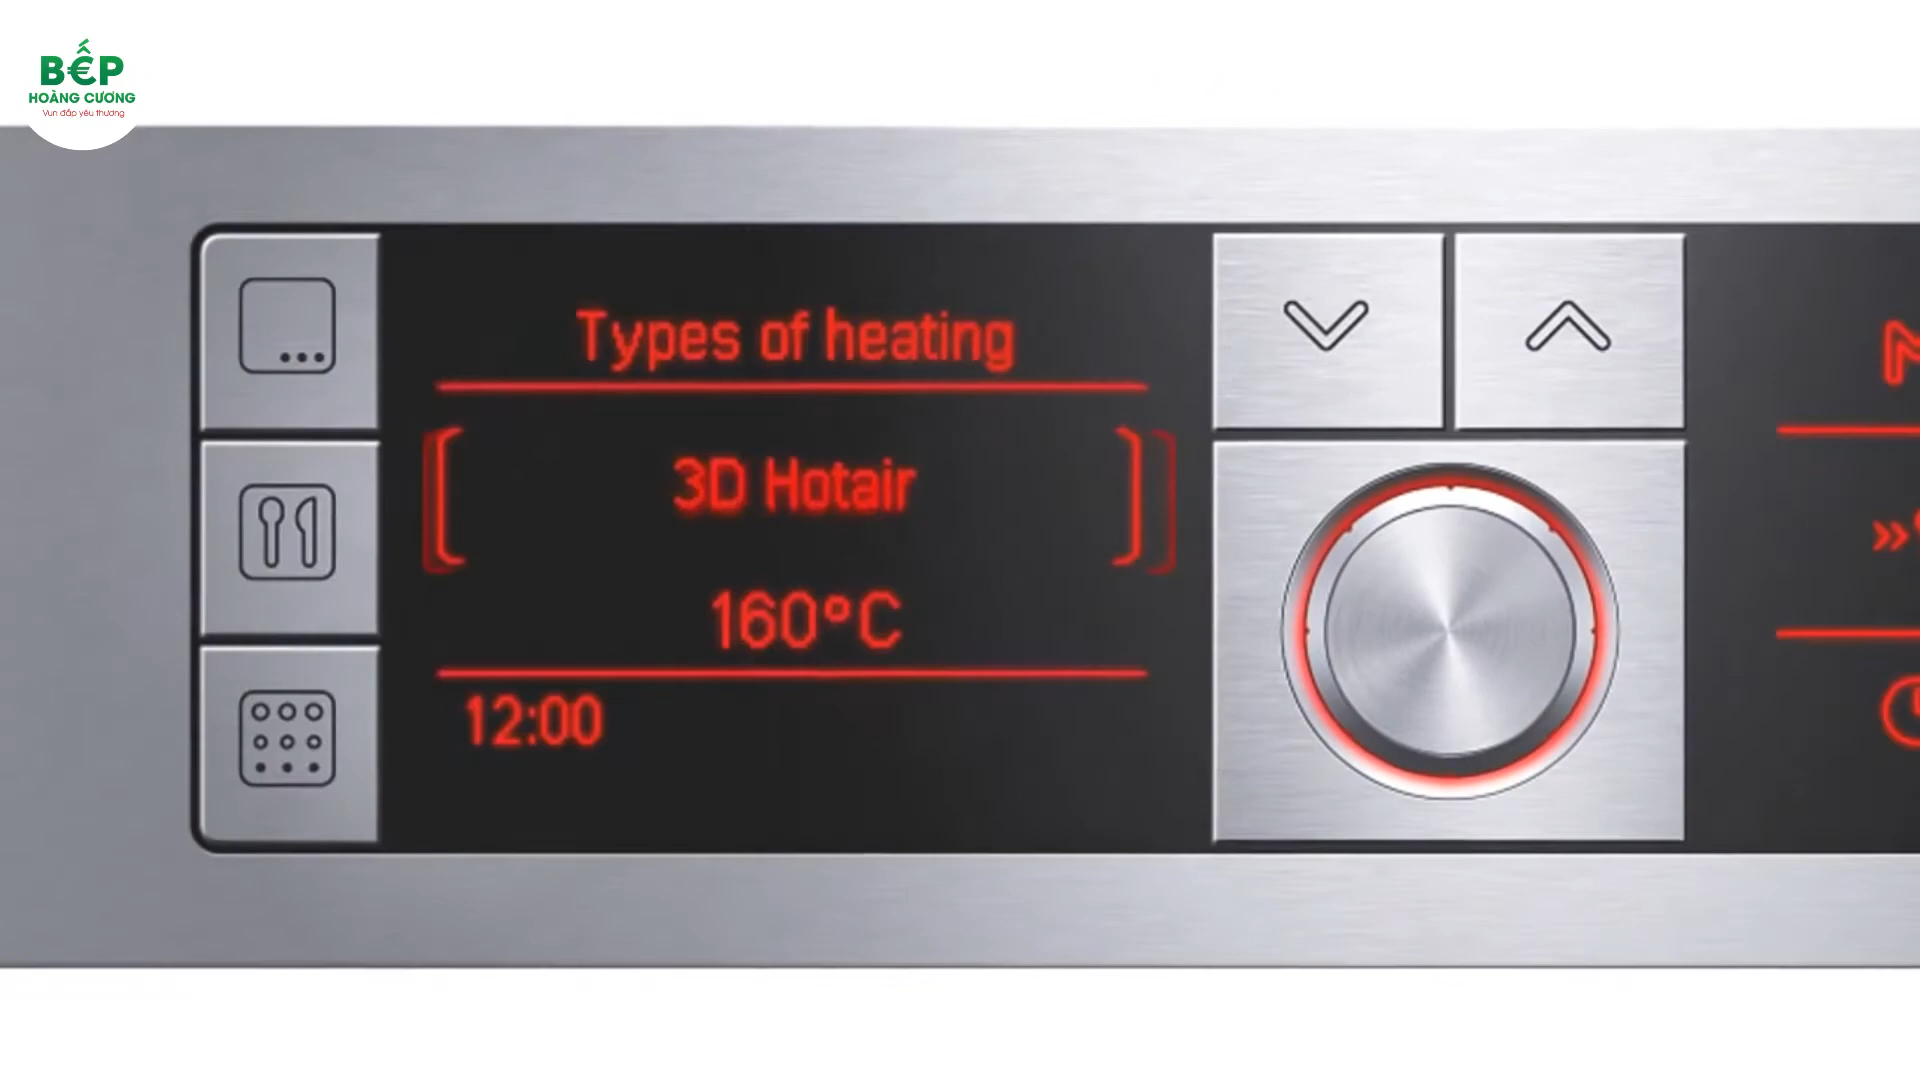 BẾP
HOÀNG CƯƠNG
Vun đắp yêu thương
Types of heating
3D Hotair
160°C
12:00